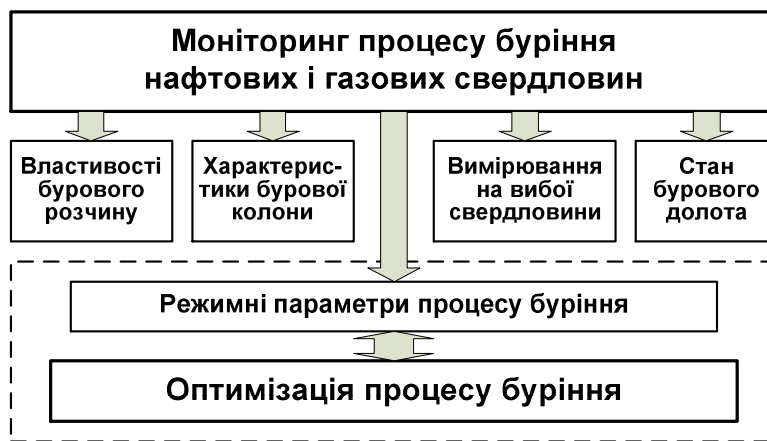 Моніторинг процесу буріння
нафтових і газових свердловин
Властивості
бурового
розчину
Характерис-
тики бурової
колони
Вимірювання
на вибої
свердловини
Стан
бурового
долота
Режимні параметри процесу буріння
Оптимізація процесу буріння